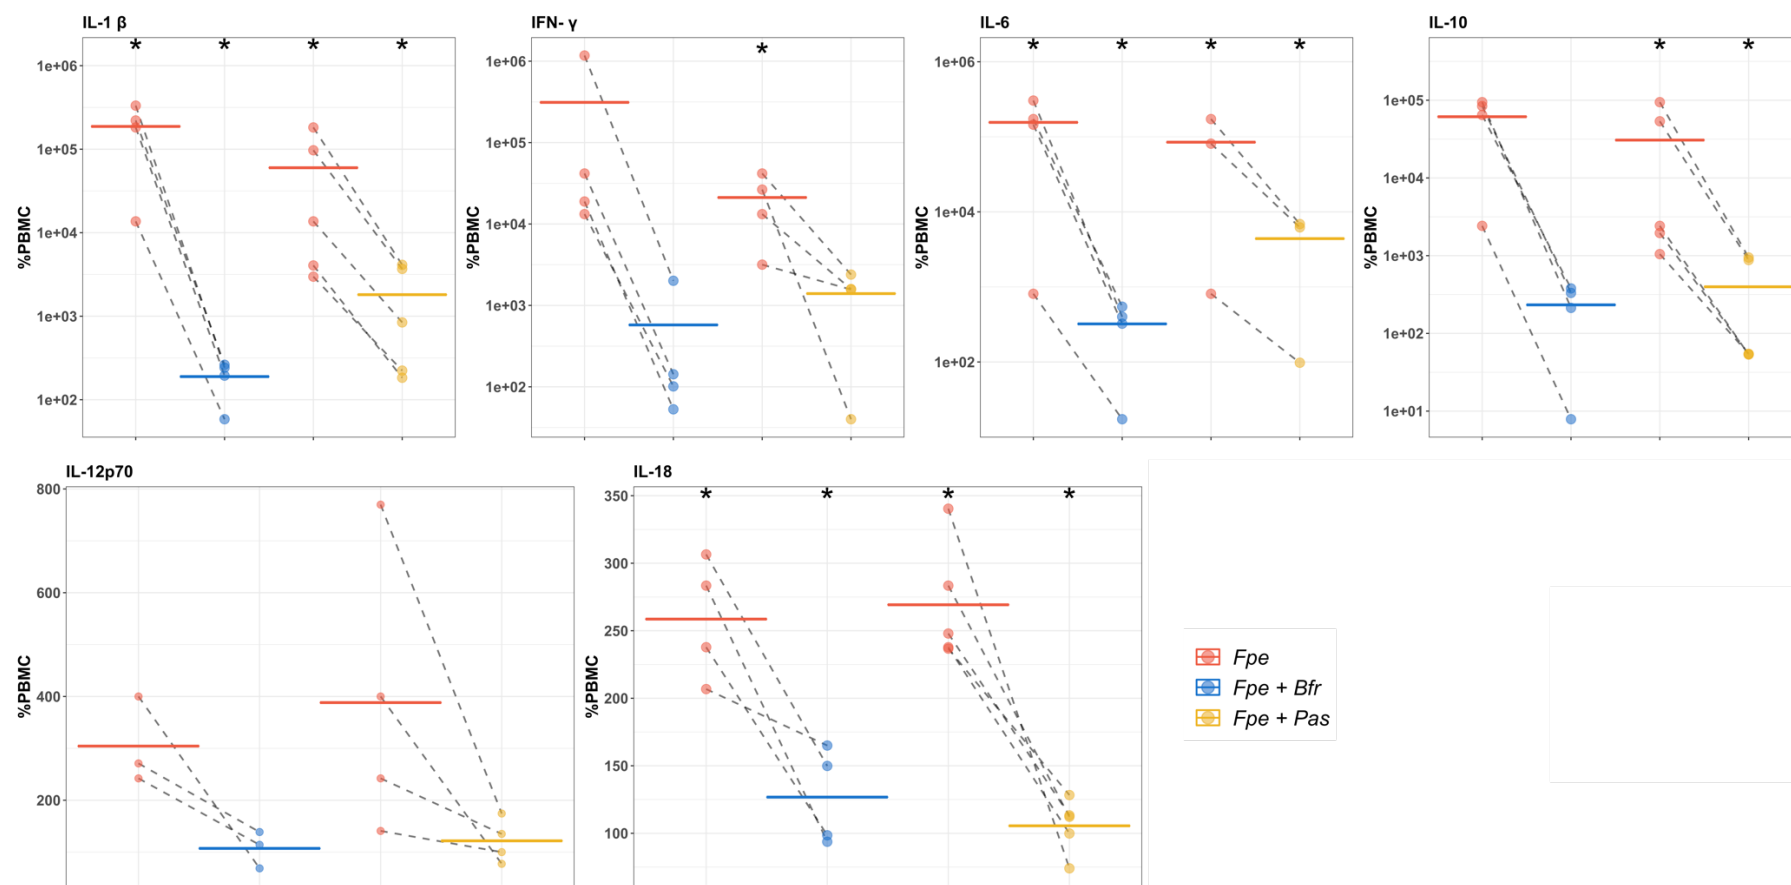 IL-1 β
* * * *
%PBMC
1e+06
1e+05
1e+04
1e+03
1e+02
IFN- γ
*
%PBMC
1e+06
1e+05
1e+04
1e+03
1e+02
IL-6
* * * *
%PBMC
1e+06
1e+04
1e+02
IL-10
* *
%PBMC
1e+05
1e+04
1e+03
1e+02
1e+01
IL-12p70
%PBMC
800
600
400
200
IL-18
* * * *
%PBMC
350
300
250
200
150
100
Fpe
Fpe + Bfr
Fpe + Pas